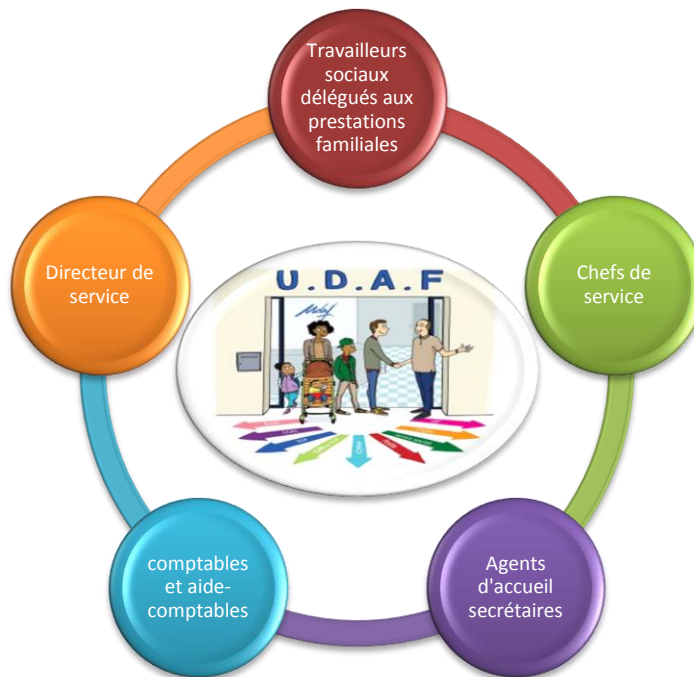 Travailleurs
sociaux
délégués aux
prestations
familiales
Directeur de
service
Chefs de
service
U.D.A.F
Udaf
comptables
et aide-
comptables
Agents
d'accueil
secrétaires